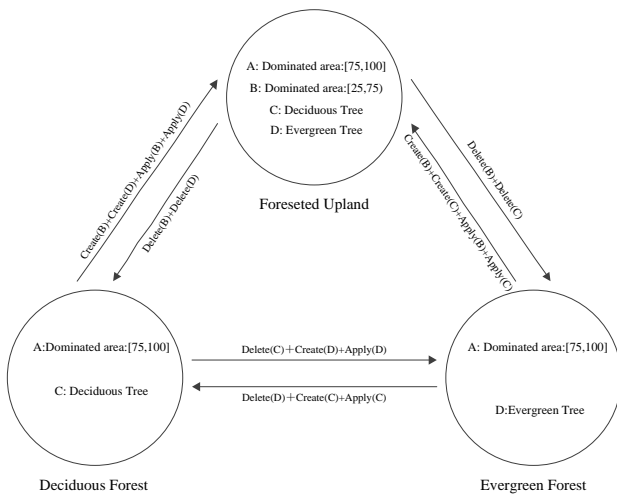 A: Dominated area:[75,100]
B: Dominated area:[25,75)
C: Deciduous Tree
D: Evergreen Tree
Foreseted Upland
Create(B)+Create(D)+Apply(B)+Apply(D)
Delete(B)+Delete(D)
Delete(B)+Delete(C)
Create(B)+Create(C)+Apply(B)+Apply(C)
A:Dominated area:[75,100]
C: Deciduous Tree
Deciduous Forest
Delete(C)+Create(D)+Apply(D)
Delete(D)+Create(C)+Apply(C)
A: Dominated area:[75,100]
D:Evergreen Tree
Evergreen Forest